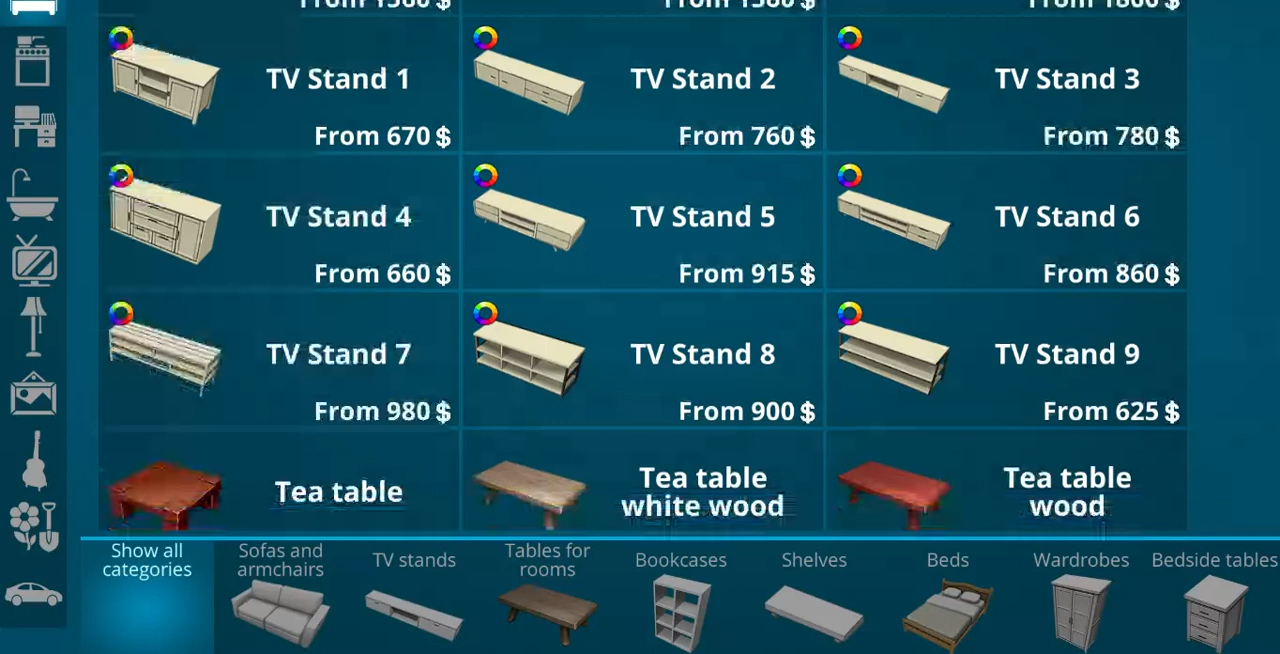 TV Stand 1
From 670 $
TV Stand 2
From 760 $
TV Stand 3
From 780 $
TV Stand 4
From 660 $
TV Stand 5
From 915 $
TV Stand 6
From 860 $
TV Stand 7
From 980 $
TV Stand 8
From 900 $
TV Stand 9
From 625 $
Tea table
Tea table
white wood
Tea table
wood
Show all
categories
Sofas and
armchairs
TV stands
Tables for
rooms
Bookcases
Shelves
Beds
Wardrobes
Bedside tables